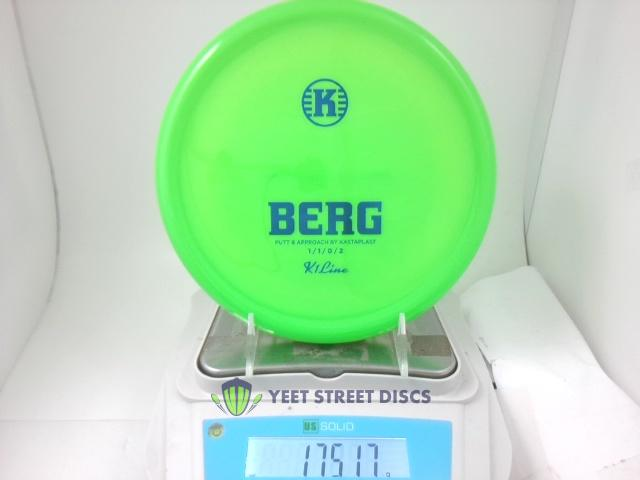 K
BERG
PUTT & APPROACH BY KASTAPLAST
1/1/0/2
K1 Line
YEET STREET DISCS
US SOLID
175.17 g